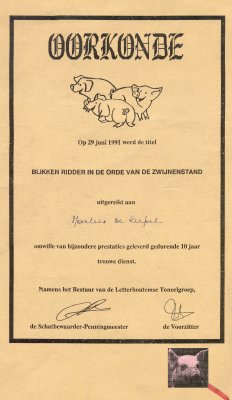 OORKONDE
Op 29 juni 1991 werd de titel
BLIKKEN RIDDER IN DE ORDE VAN DE ZWIJNENSTAND
uitgereikt aan
Marleen De
omwille van bijzondere prestaties geleverd gedurende 10 jaar
trouwe dienst.
Namens het Bestuur van de Letterhoutemse Toneelgroep,
de Schatbewaarder-Penningmeester de Voorzitter